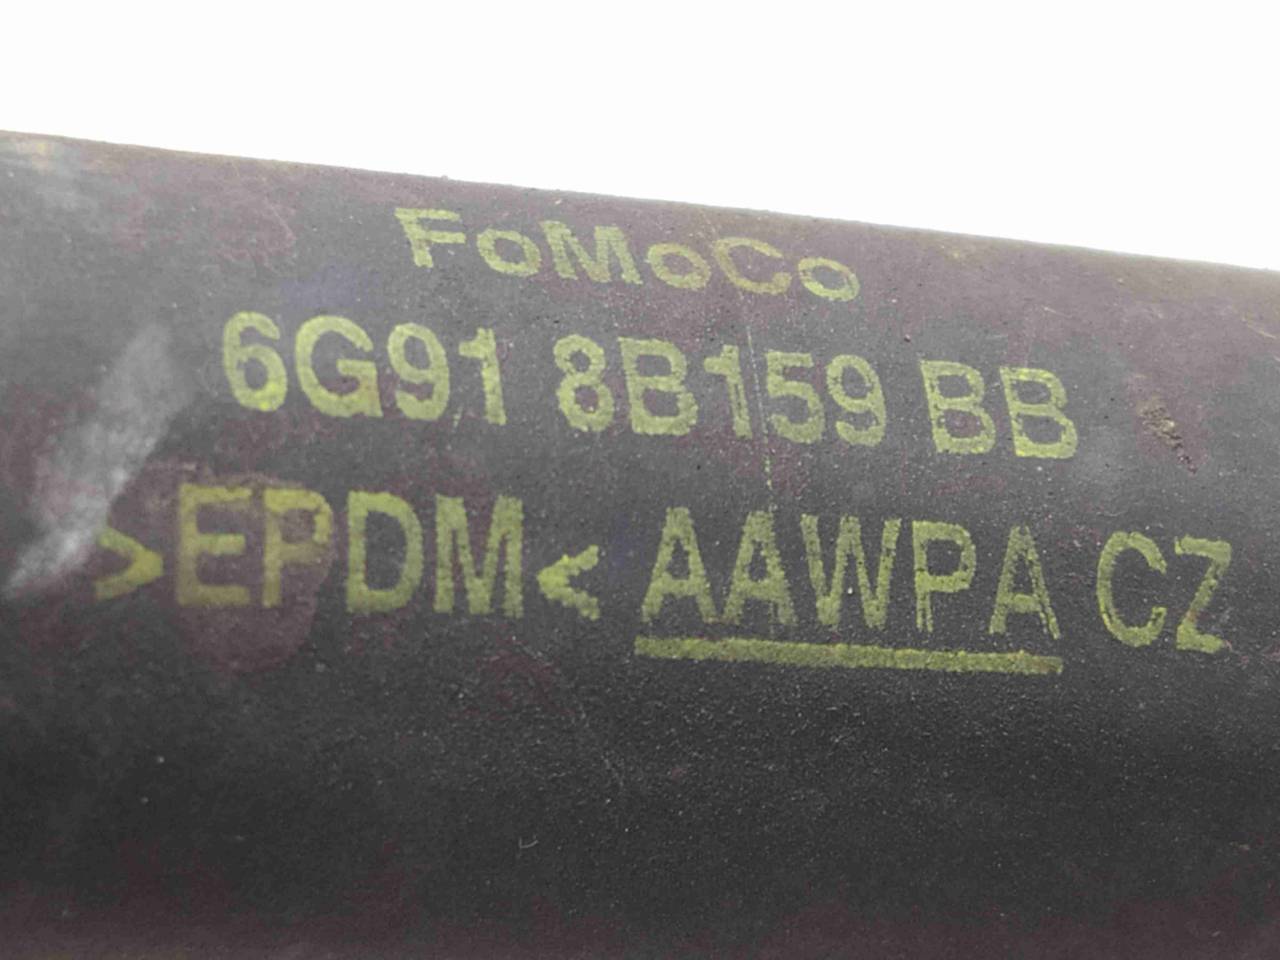 FoMoCo
6G91 8B159 BB
>EPDM< AAWPA CZ